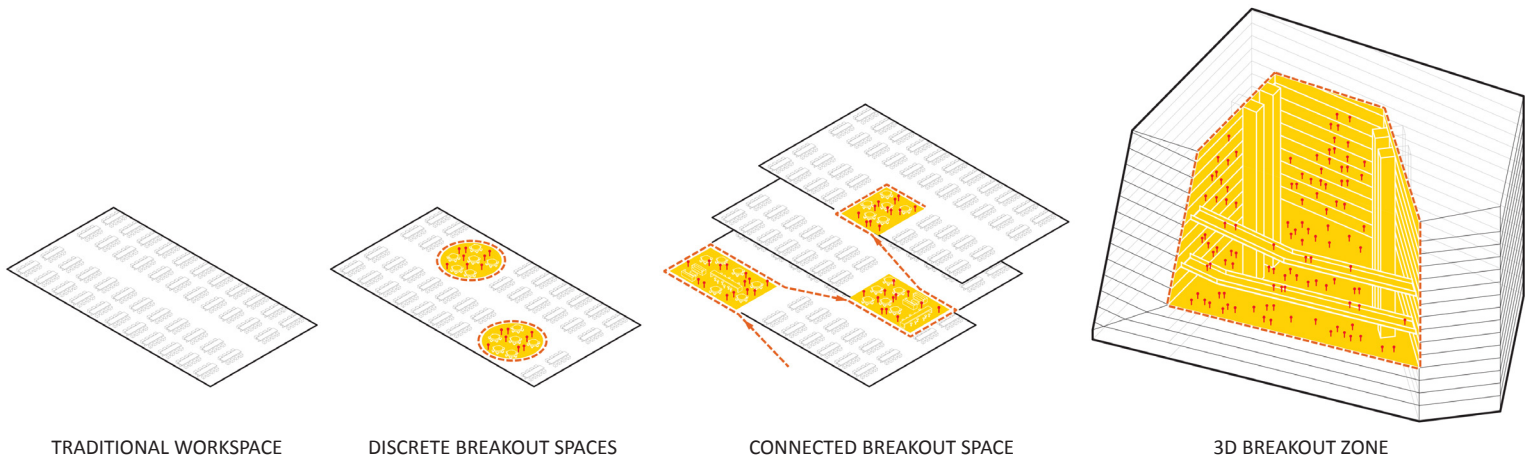 TRADITIONAL WORKSPACE
DISCRETE BREAKOUT SPACES
CONNECTED BREAKOUT SPACE
3D BREAKOUT ZONE